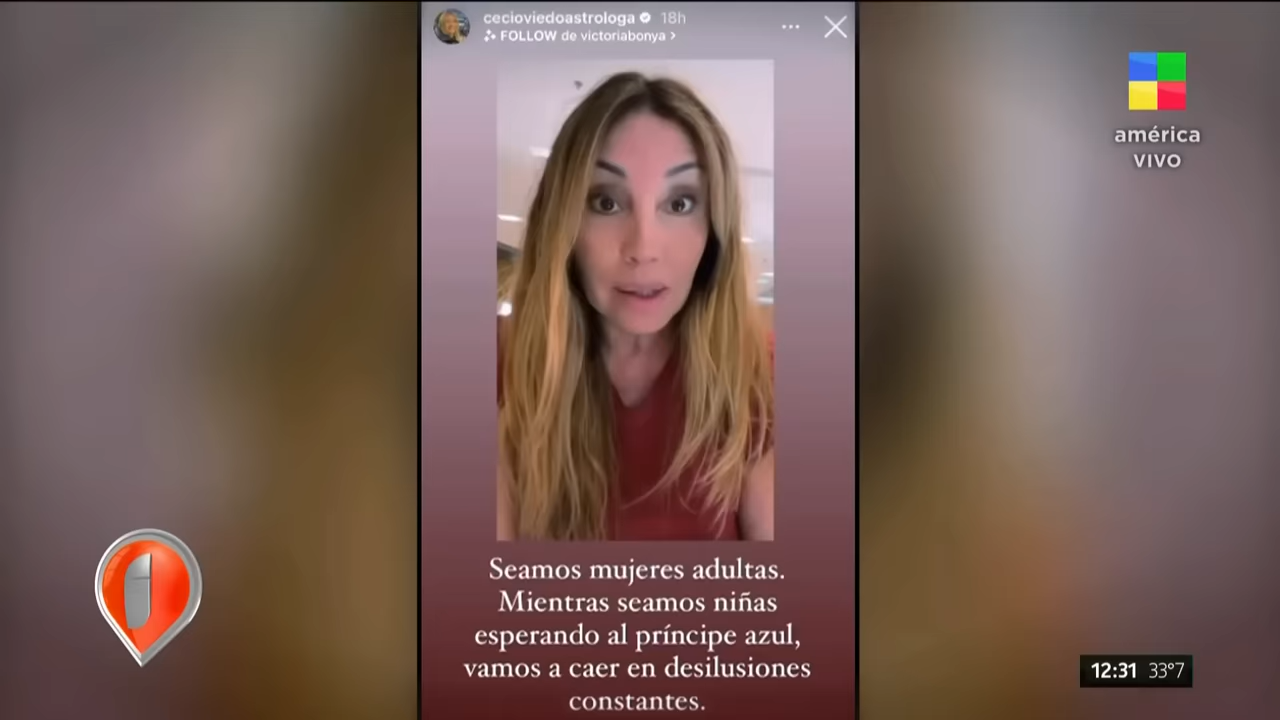 cecioviedoastrologa 18h
FOLLOW de victoriabonya >
américa
VIVO
Seamos mujeres adultas.
Mientras seamos niñas
esperando al príncipe azul,
vamos a caer en desilusiones
constantes.
12:31 33°7